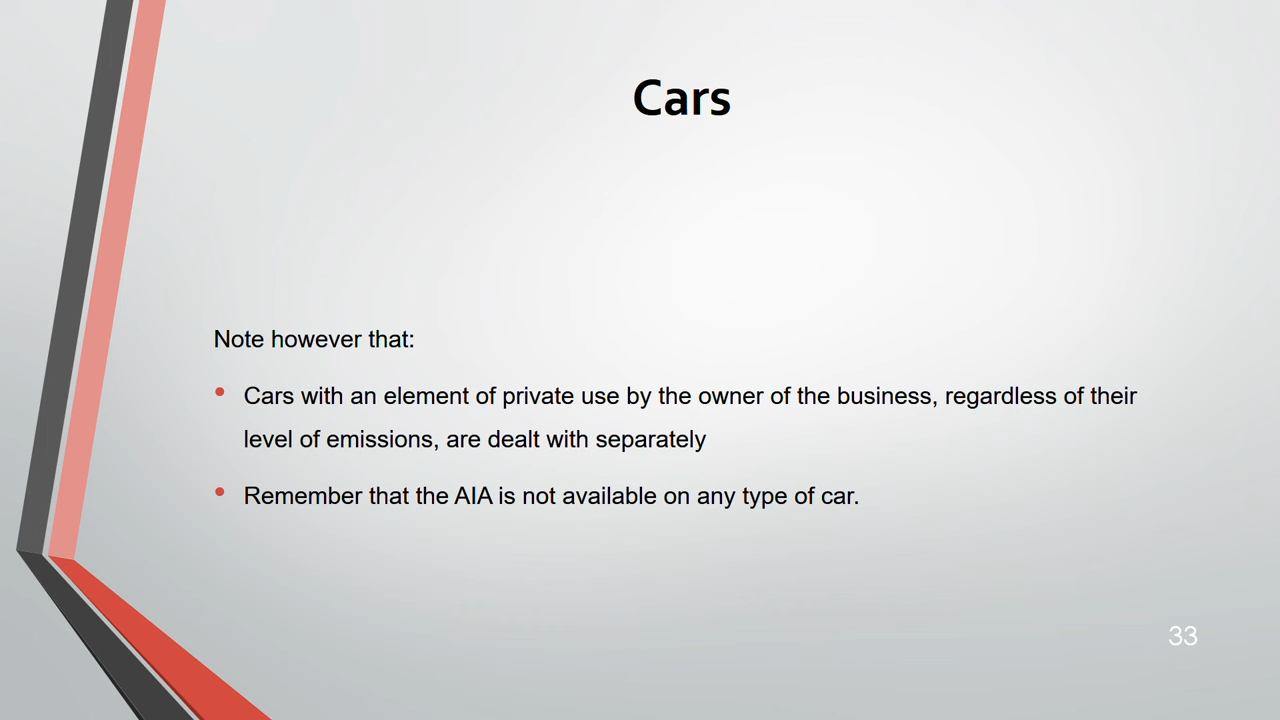 Cars
Note however that:
• Cars with an element of private use by the owner of the business, regardless of their
level of emissions, are dealt with separately
• Remember that the AIA is not available on any type of car.
33